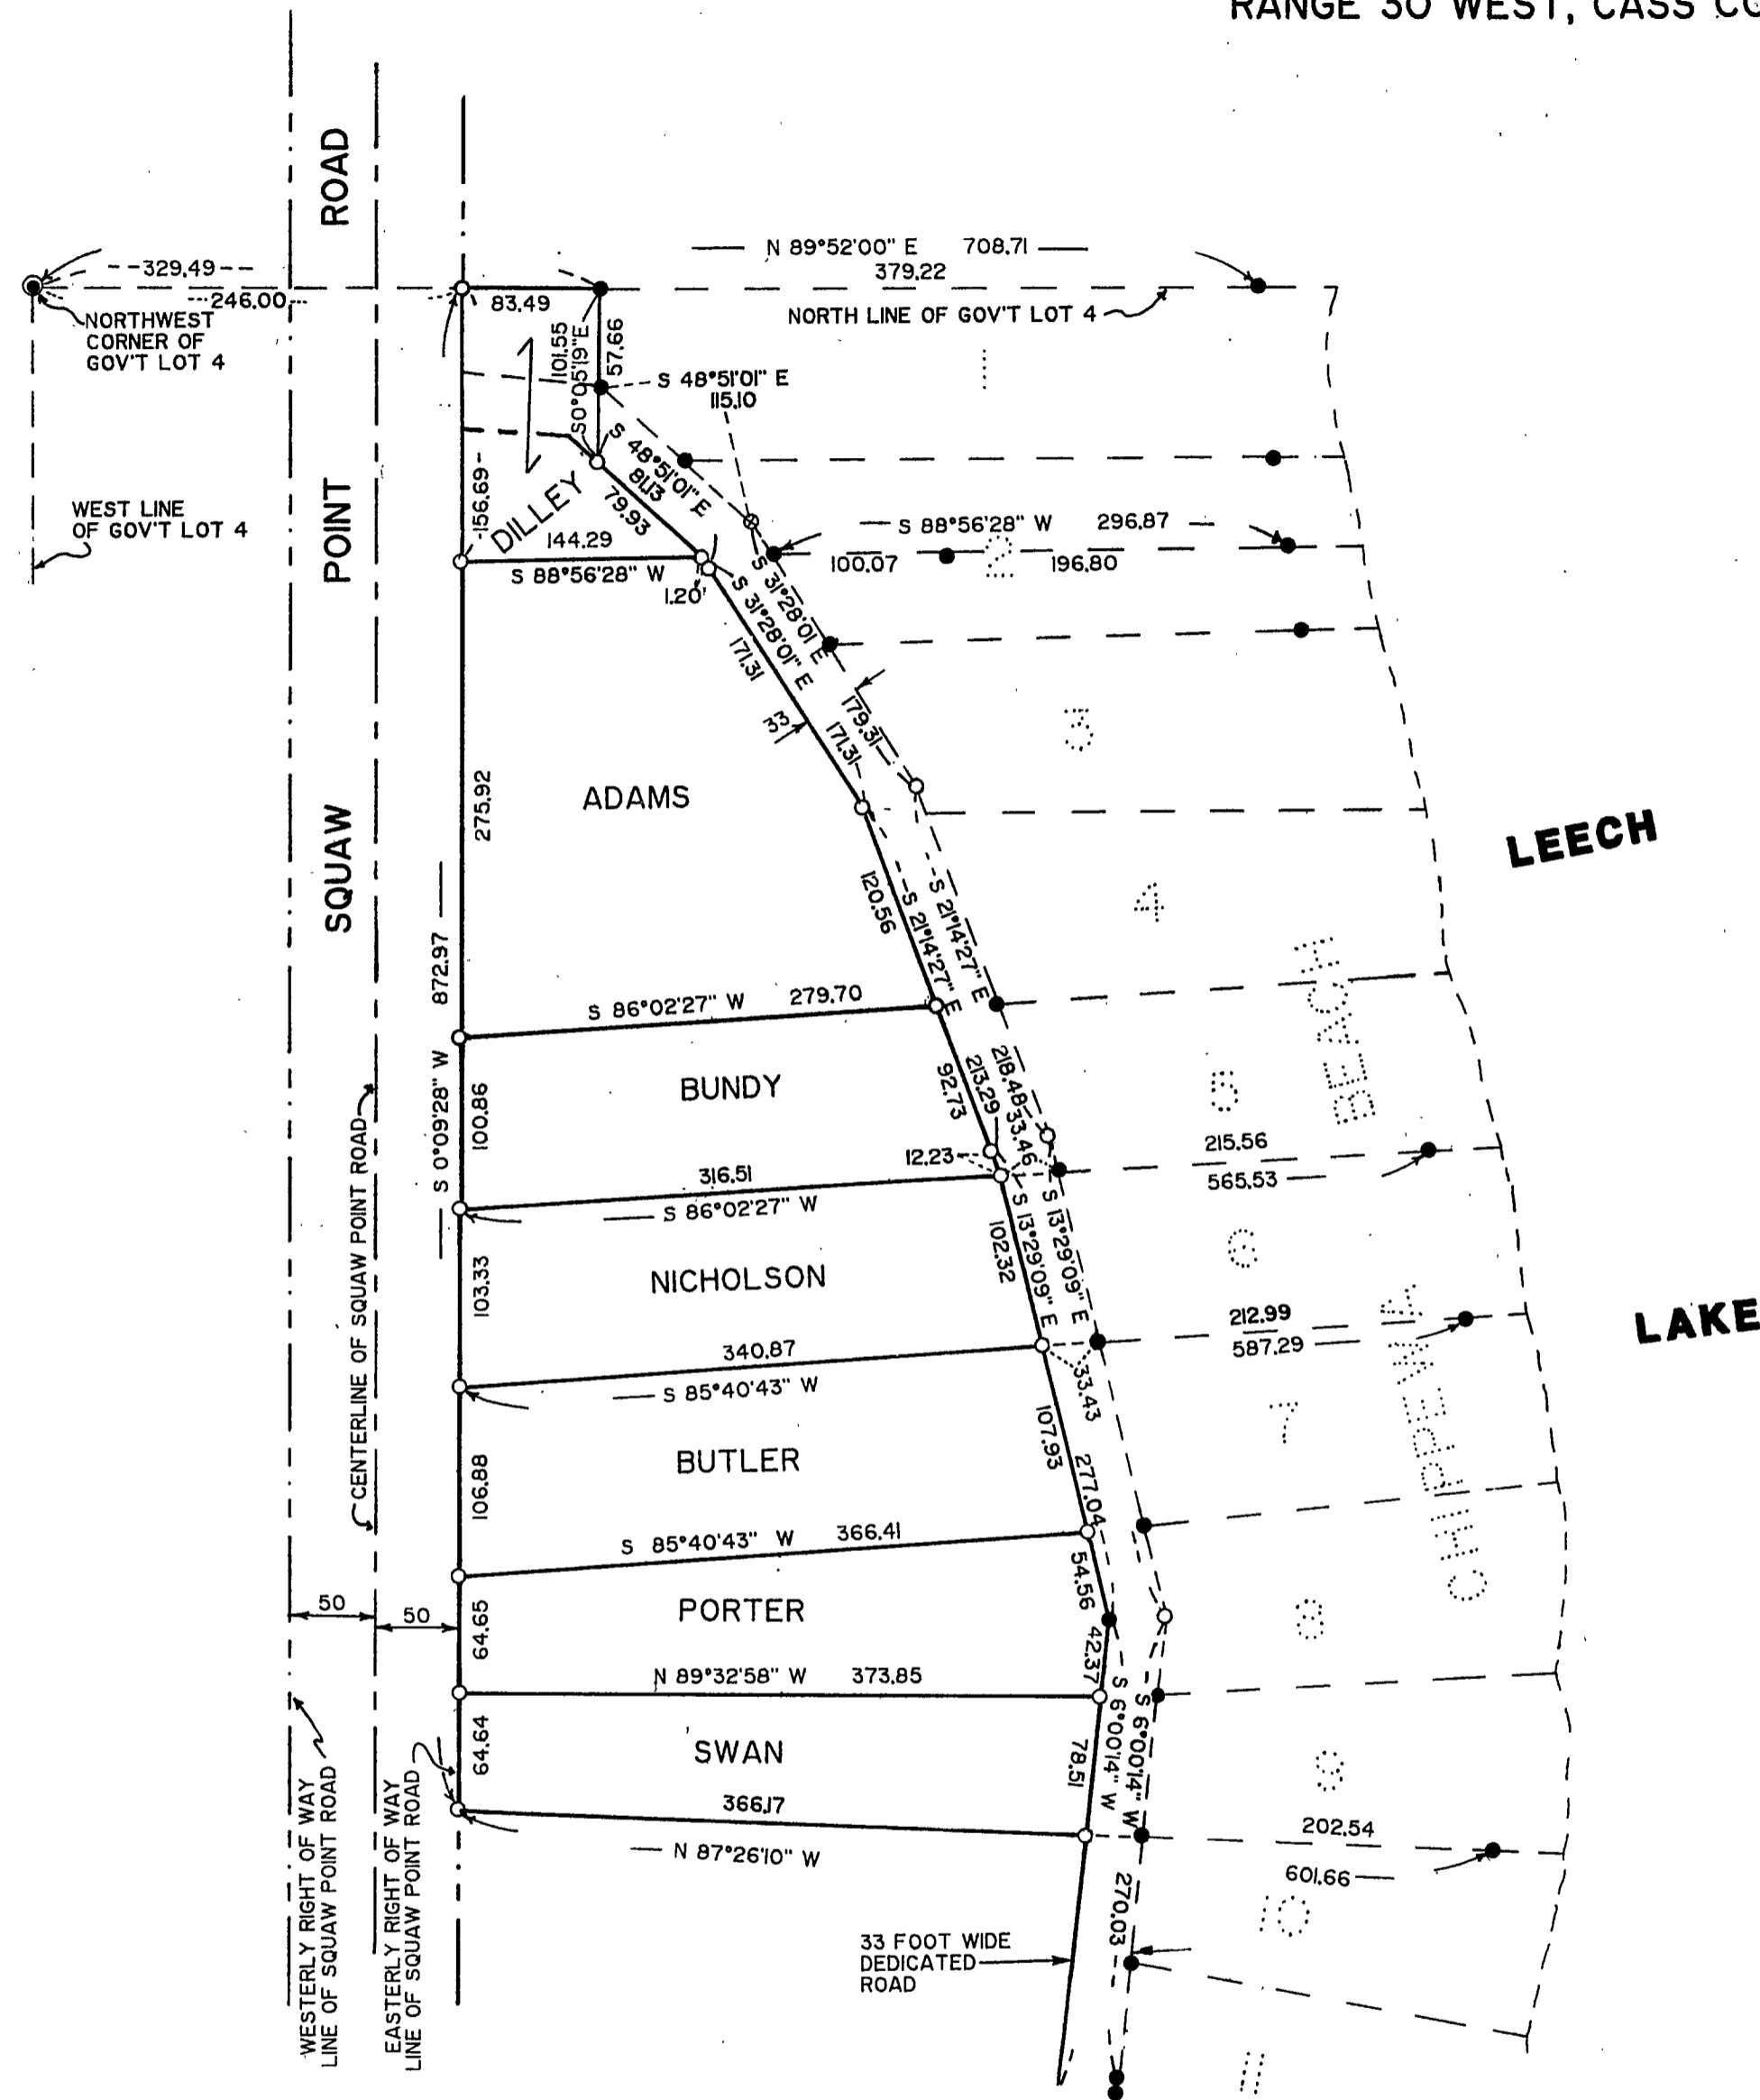 RANGE 30 WEST, CASS CO
ROAD
POINT
SQUAW
N 89°52'00" E 708.71
379.22
--329.49--
---246.00---
83.49
NORTHWEST
CORNER OF
GOV'T LOT 4
NORTH LINE OF GOV'T LOT 4
101.55
S0°05'19"E
57.66
S 48°51'01" E
115.10
S 48°51'01" E
81.13
79.93
-156.69-
DILLEY
WEST LINE
OF GOV'T LOT 4
144.29
S 88°56'28" W
1.20'
S 88°56'28" W 296.87
100.07
2
196.80
S 31°28'01 E
S 31°28'01" E
171.31
33
179.31
171.31
3
275.92
ADAMS
LEECH
120.56
S 21°14'27" E
S 21°14'27" E
4
872.97
S 0°09'28" W
S 86°02'27" W 279.70
BUNDY
100.86
92.73
213.29
218.48
33.46
5
BEACH
12.23
215.56
565.53
316.51
S 86°02'27" W
CENTERLINE OF SQUAW POINT ROAD
NICHOLSON
103.33
102.32
S 13°29'09" E
S 13°29'09" E
6
212.99
587.29
LAKE
CHIPPEWA
340.87
S 85°40'43" W
33.43
7
BUTLER
106.88
107.93
277.04
S 85°40'43" W 366.41
50
50
PORTER
64.65
54.56
42.37
8
N 89°32'58" W 373.85
SWAN
64.64
78.51
S 6°00'14" W
S 6°00'14" W
9
366.17
N 87°26'10" W
202.54
601.66
10
270.03
WESTERLY RIGHT OF WAY
LINE OF SQUAW POINT ROAD
EASTERLY RIGHT OF WAY
LINE OF SQUAW POINT ROAD
33 FOOT WIDE
DEDICATED
ROAD
11